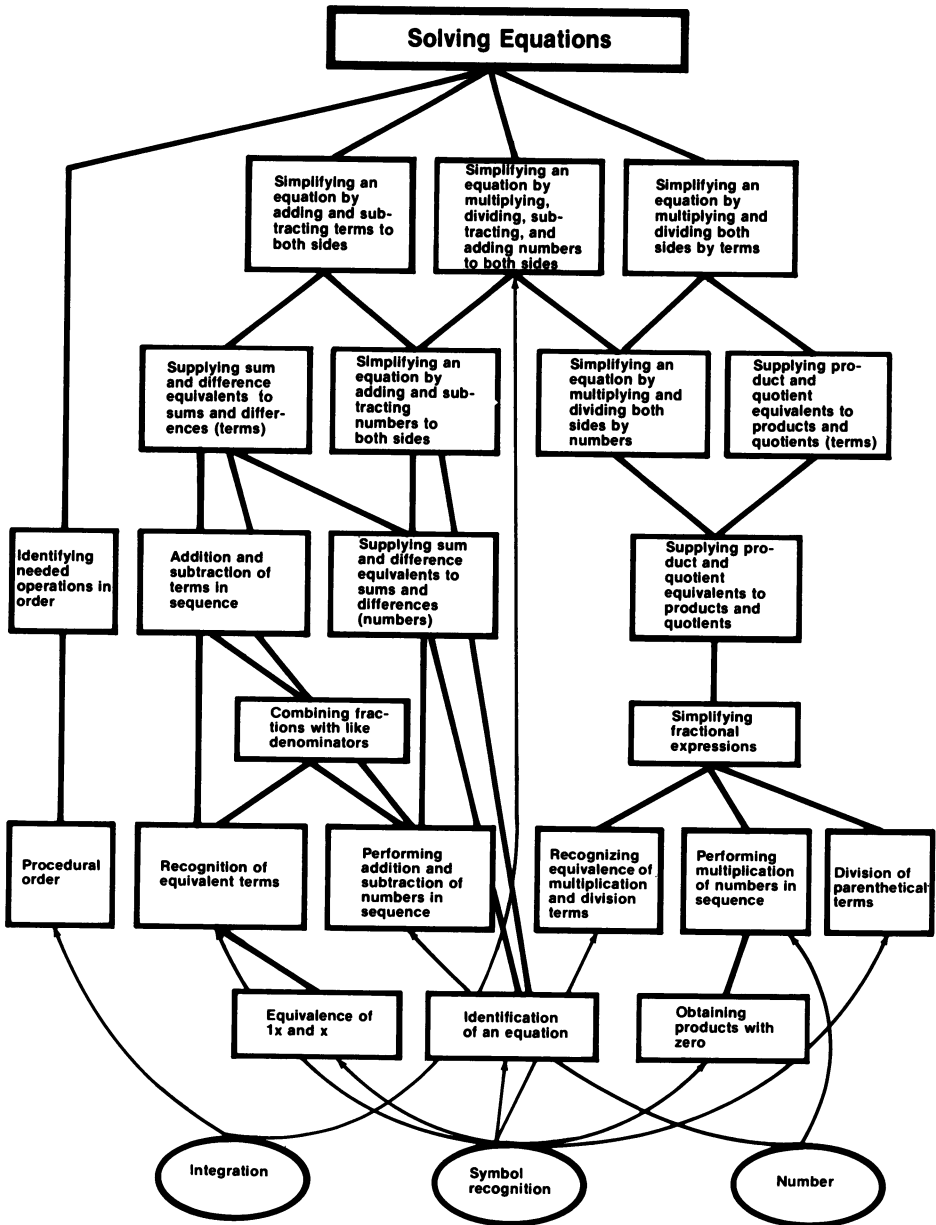 Solving Equations
Simplifying an
equation by
adding and sub-
tracting terms to
both sides
Simplifying an
equation by
multiplying,
dividing, sub-
tracting, and
adding numbers
to both sides
Simplifying an
equation by
multiplying and
dividing both
sides by terms
Supplying sum
and difference
equivalents to
sums and differ-
ences (terms)
Simplifying an
equation by
adding and sub-
tracting
numbers to
both sides
Simplifying an
equation by
multiplying and
dividing both
sides by
numbers
Supplying pro-
duct and
quotient
equivalents to
products and
quotients (terms)
Identifying
needed
operations in
order
Addition and
subtraction of
terms in
sequence
Supplying sum
and difference
equivalents to
sums and
differences
(numbers)
Supplying pro-
duct and
quotient
equivalents to
products and
quotients
Combining frac-
tions with like
denominators
Simplifying
fractional
expressions
Procedural
order
Recognition of
equivalent terms
Performing
addition and
subtraction of
numbers in
sequence
Recognizing
equivalence of
multiplication
and division
terms
Performing
multiplication
of numbers in
sequence
Division of
parenthetical
terms
Equivalence of
1x and x
Identification
of an equation
Obtaining
products with
zero
Integration
Symbol
recognition
Number